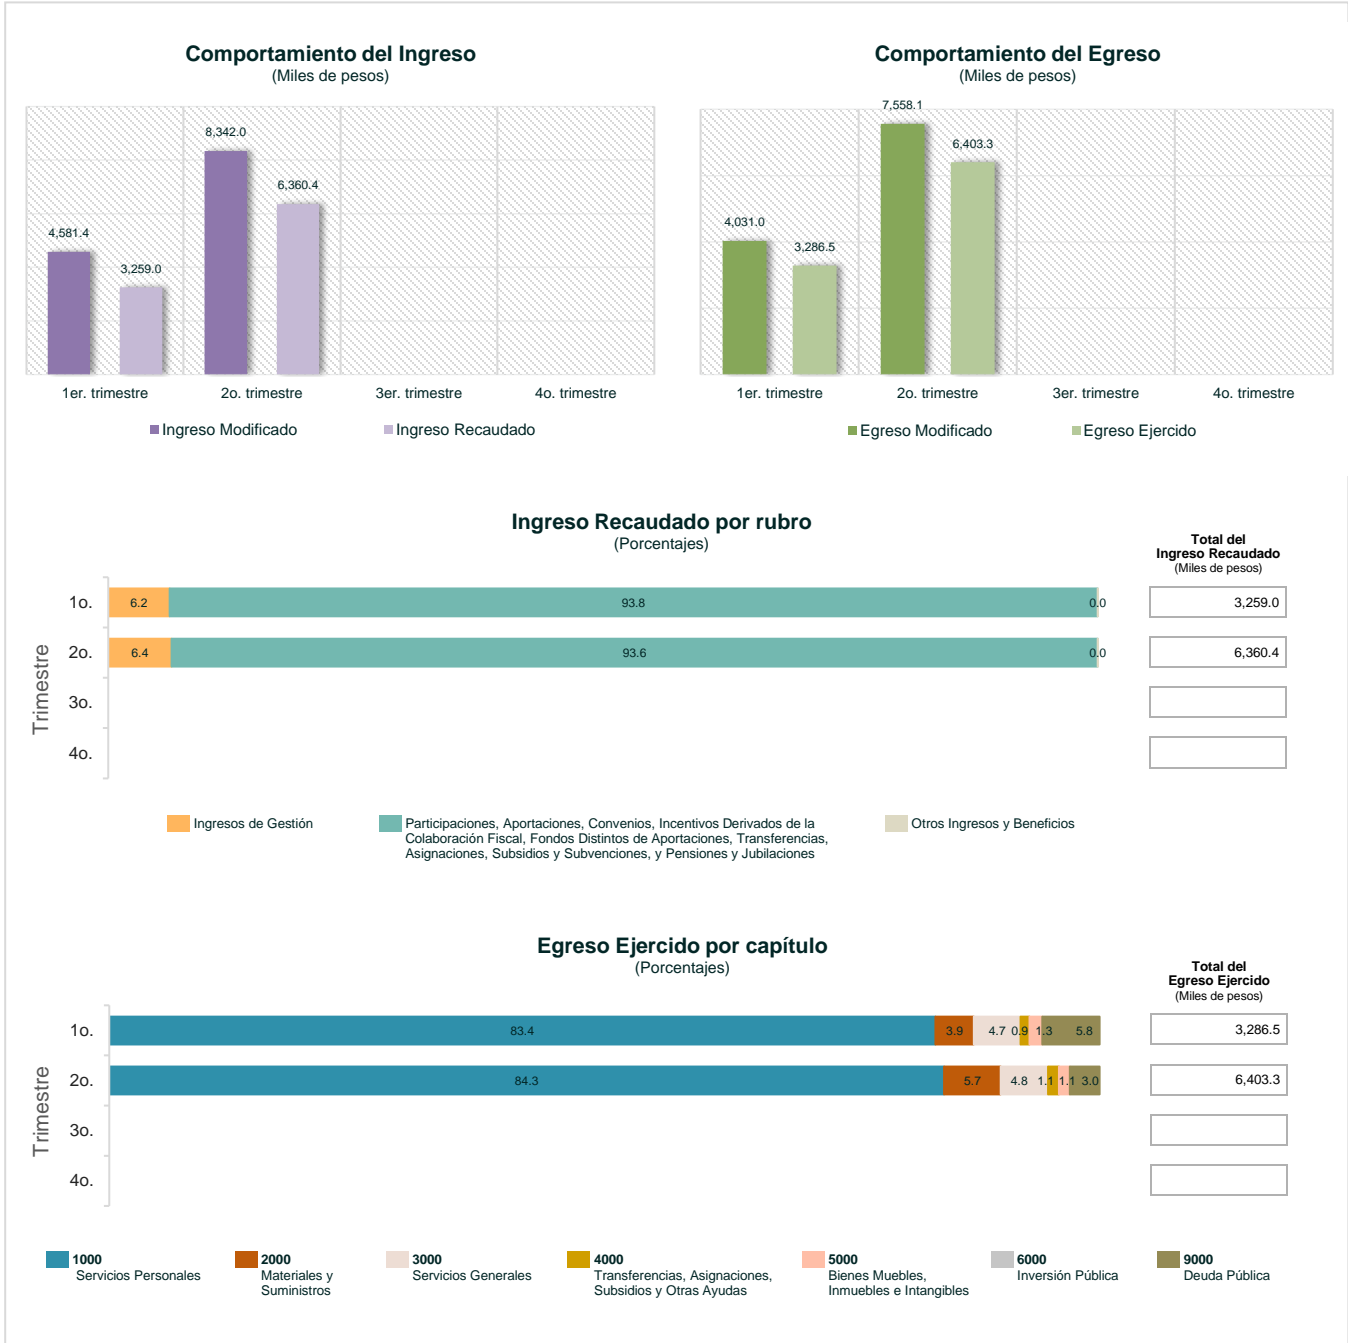 Comportamiento del Ingreso
(Miles de pesos)
8,342.0
6,360.4
4,581.4
3,259.0
1er. trimestre 2o. trimestre 3er. trimestre 4o. trimestre
Ingreso Modificado Ingreso Recaudado
Comportamiento del Egreso
(Miles de pesos)
7,558.1
6,403.3
4,031.0
3,286.5
1er. trimestre 2o. trimestre 3er. trimestre 4o. trimestre
Egreso Modificado Egreso Ejercido
Ingreso Recaudado por rubro
(Porcentajes)
Total del
Ingreso Recaudado
(Miles de pesos)
Trimestre
1o. 6.2 93.8 0.0 3,259.0
2o. 6.4 93.6 0.0 6,360.4
3o.
4o.
Ingresos de Gestión
Participaciones, Aportaciones, Convenios, Incentivos Derivados de la
Colaboración Fiscal, Fondos Distintos de Aportaciones, Transferencias,
Asignaciones, Subsidios y Subvenciones, y Pensiones y Jubilaciones
Otros Ingresos y Beneficios
Egreso Ejercido por capítulo
(Porcentajes)
Total del
Egreso Ejercido
(Miles de pesos)
Trimestre
1o. 83.4 3.9 4.7 0.9 1.3 5.8 3,286.5
2o. 84.3 5.7 4.8 1.1 1.1 3.0 6,403.3
3o.
4o.
1000
Servicios Personales
2000
Materiales y
Suministros
3000
Servicios Generales
4000
Transferencias, Asignaciones,
Subsidios y Otras Ayudas
5000
Bienes Muebles,
Inmuebles e Intangibles
6000
Inversión Pública
9000
Deuda Pública